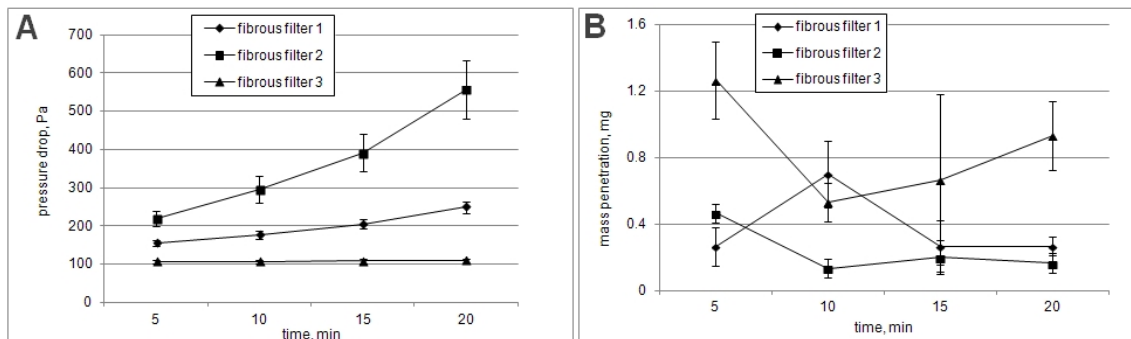 A
700
600
500
400
300
200
100
0
pressure drop, Pa
fibrous filter 1
fibrous filter 2
fibrous filter 3
5 10 15 20
time, min
B
1.6
1.2
0.8
0.4
0
mass penetration, mg
fibrous filter 1
fibrous filter 2
fibrous filter 3
5 10 15 20
time, min